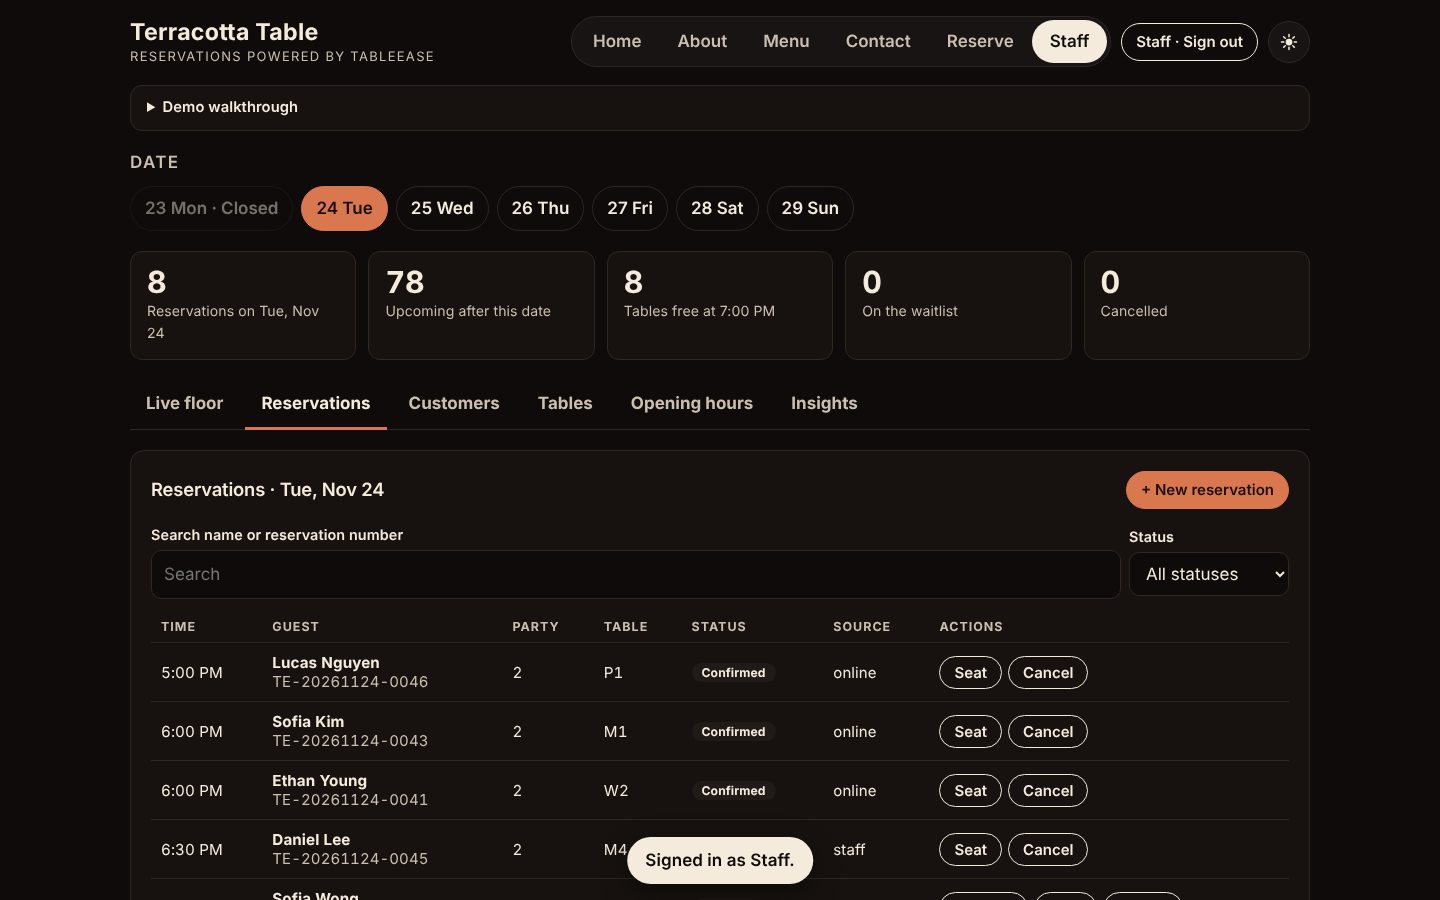 Terracotta Table
RESERVATIONS POWERED BY TABLEEASE
Home About Menu Contact Reserve Staff
Staff · Sign out
Demo walkthrough
DATE
23 Mon · Closed 24 Tue 25 Wed 26 Thu 27 Fri 28 Sat 29 Sun
8
Reservations on Tue, Nov
24
78
Upcoming after this date
8
Tables free at 7:00 PM
0
On the waitlist
0
Cancelled
Live floor Reservations Customers Tables Opening hours Insights
Reservations · Tue, Nov 24
+ New reservation
Search name or reservation number
Search
Status
All statuses
TIME GUEST PARTY TABLE STATUS SOURCE ACTIONS
5:00 PM Lucas Nguyen 2 P1 Confirmed online Seat Cancel
TE-20261124-0046
6:00 PM Sofia Kim 2 M1 Confirmed online Seat Cancel
TE-20261124-0043
6:00 PM Ethan Young 2 W2 Confirmed online Seat Cancel
TE-20261124-0041
6:30 PM Daniel Lee 2 M4 staff Seat Cancel
TE-20261124-0045
Signed in as Staff.
Sofia Wong